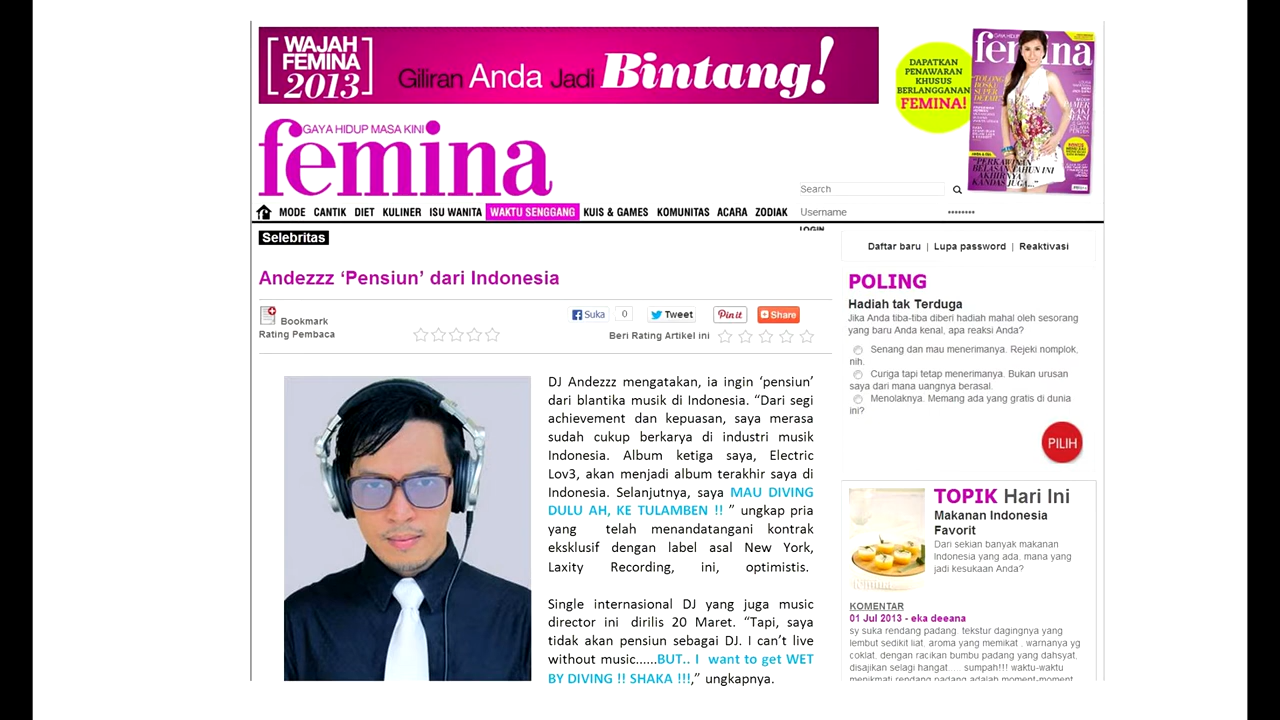 [ WAJAH FEMINA 2013 ]
Giliran Anda Jadi Bintang!
DAPATKAN
PENAWARAN
KHUSUS
BERLANGGANAN
FEMINA!
femina
GAYA HIDUP MASA KINI
femina
Search
MODE CANTIK DIET KULINER ISU WANITA WAKTU SENGGANG KUIS & GAMES KOMUNITAS ACARA ZODIAK
Username ********
LOGIN
Selebritas
Daftar baru | Lupa password | Reaktivasi
Andezzz ‘Pensiun’ dari Indonesia
Bookmark
Suka 0 Tweet Pin it Share
Rating Pembaca
Beri Rating Artikel ini
DJ Andezzz mengatakan, ia ingin ‘pensiun’
dari blantika musik di Indonesia. “Dari segi
achievement dan kepuasan, saya merasa
sudah cukup berkarya di industri musik
Indonesia. Album ketiga saya, Electric
Lov3, akan menjadi album terakhir saya di
Indonesia. Selanjutnya, saya MAU DIVING
DULU AH, KE TULAMBEN !! ” ungkap pria
yang telah menandatangani kontrak
eksklusif dengan label asal New York,
Laxity Recording, ini, optimistis.
Single internasional DJ yang juga music
director ini dirilis 20 Maret. “Tapi, saya
tidak akan pensiun sebagai DJ. I can’t live
without music......BUT.. I want to get WET
BY DIVING !! SHAKA !!!,” ungkapnya.
POLING
Hadiah tak Terduga
Jika Anda tiba-tiba diberi hadiah mahal oleh sesorang
yang baru Anda kenal, apa reaksi Anda?
Senang dan mau menerimanya. Rejeki nomplok,
nih.
Curiga tapi tetap menerimanya. Bukan urusan
saya dari mana uangnya berasal.
Menolaknya. Memang ada yang gratis di dunia
ini?
PILIH
TOPIK Hari Ini
Makanan Indonesia
Favorit
Dari sekian banyak makanan
Indonesia yang ada, mana yang
jadi kesukaan Anda?
KOMENTAR
01 Jul 2013 - eka deeana
sy suka rendang padang. tekstur dagingnya yang
lembut sedikit liat, aroma yang memikat , warnanya yg
coklat, dengan racikan bumbu padang yang dahsyat,
disajikan selagi hangat..... sumpah!!! waktu-waktu
menikmati rendang padang adalah moment-moment